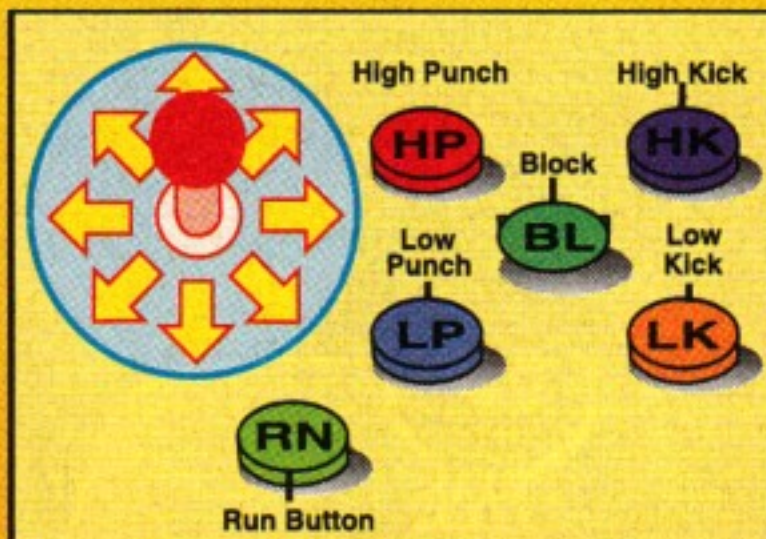 High Punch
High Kick
HP
HK
Block
BL
Low
Punch
Low
Kick
LP
LK
RN
Run Button